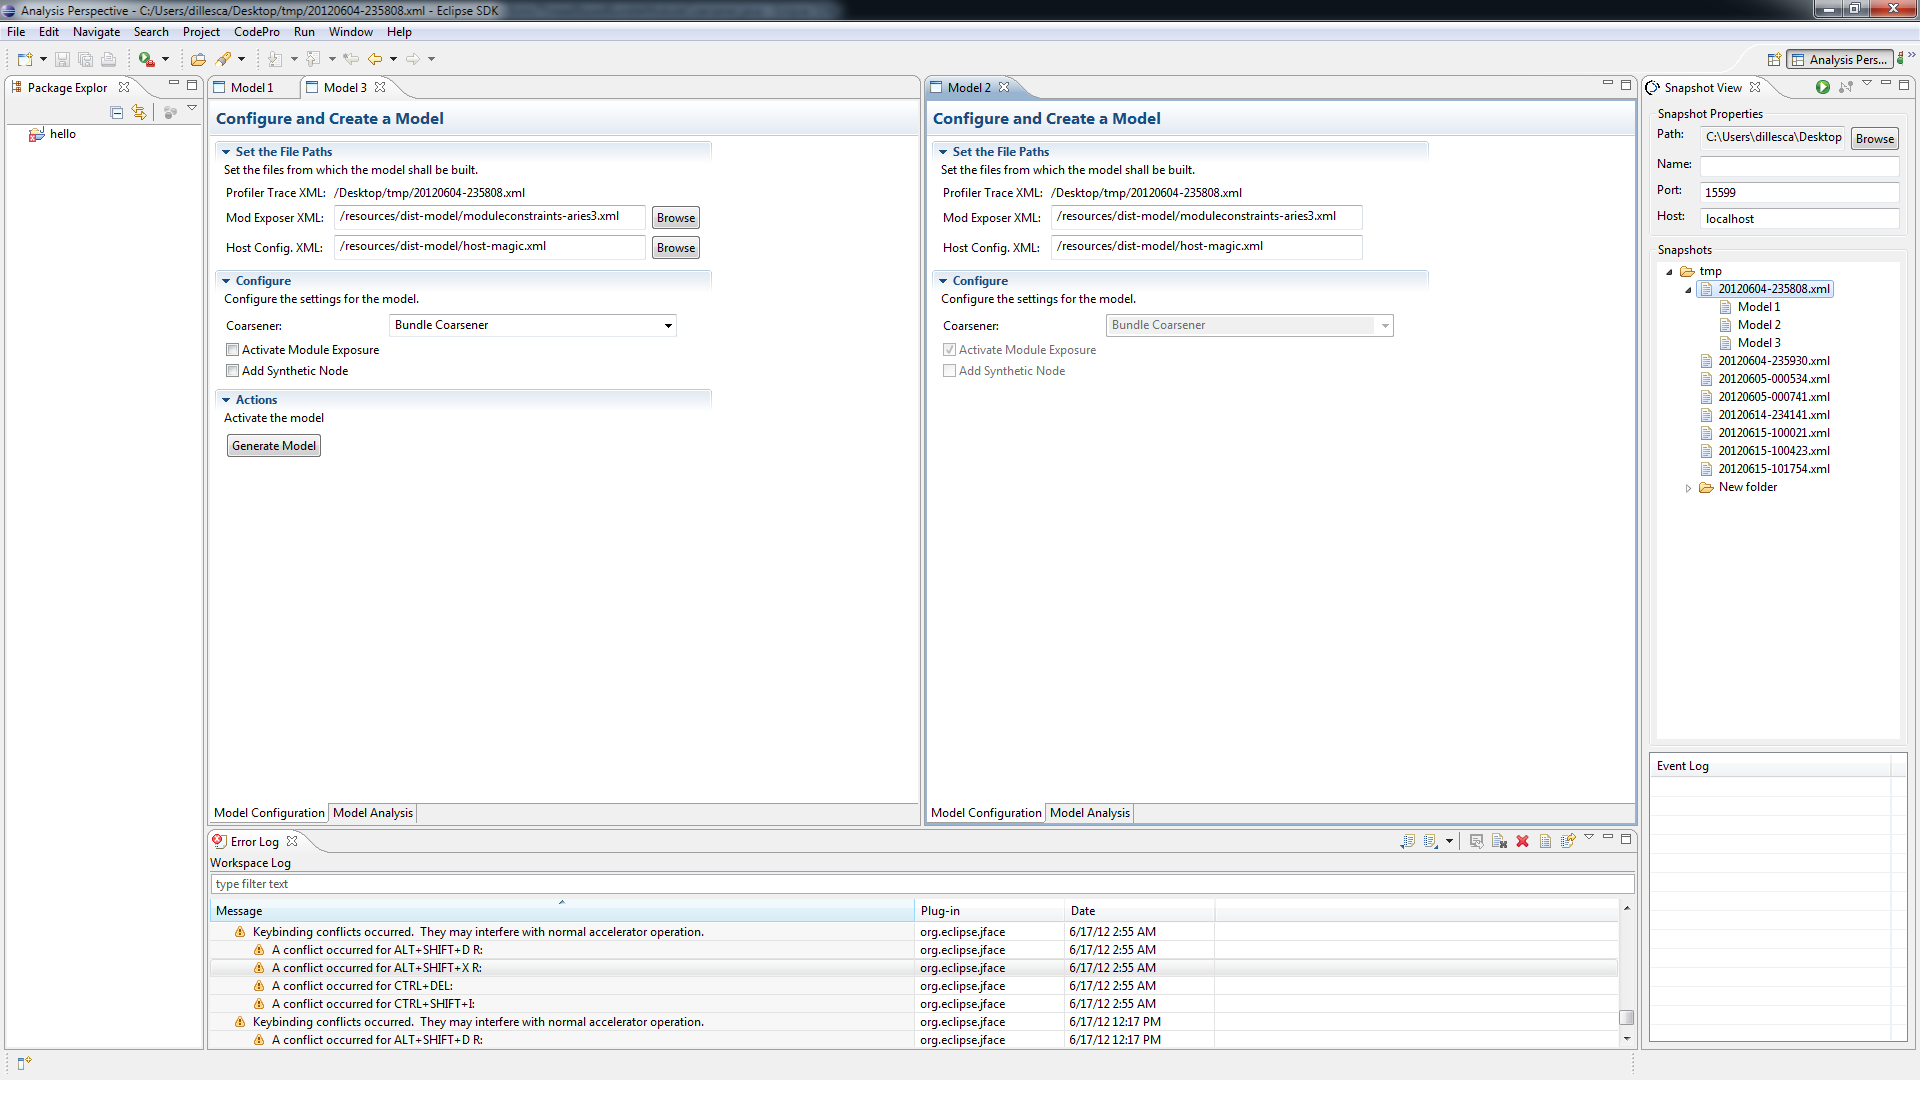 Analysis Perspective - C:/Users/dillesca/Desktop/tmp/20120604-235808.xml - Eclipse SDK
File Edit Navigate Search Project CodePro Run Window Help
Analysis Pers...
Package Explor
hello
Model 1 Model 3
Configure and Create a Model
Set the File Paths
Set the files from which the model shall be built.
Profiler Trace XML: /Desktop/tmp/20120604-235808.xml
Mod Exposer XML: /resources/dist-model/moduleconstraints-aries3.xml Browse
Host Config. XML: /resources/dist-model/host-magic.xml Browse
Configure
Configure the settings for the model.
Coarsener: Bundle Coarsener
Activate Module Exposure
Add Synthetic Node
Actions
Activate the model
Generate Model
Model Configuration Model Analysis
Model 2
Configure and Create a Model
Set the File Paths
Set the files from which the model shall be built.
Profiler Trace XML: /Desktop/tmp/20120604-235808.xml
Mod Exposer XML: /resources/dist-model/moduleconstraints-aries3.xml
Host Config. XML: /resources/dist-model/host-magic.xml
Configure
Configure the settings for the model.
Coarsener: Bundle Coarsener
Activate Module Exposure
Add Synthetic Node
Model Configuration Model Analysis
Snapshot View
Snapshot Properties
Path: C:\Users\dillesca\Desktop Browse
Name:
Port: 15599
Host: localhost
Snapshots
tmp
20120604-235808.xml
Model 1
Model 2
Model 3
20120604-235930.xml
20120605-000534.xml
20120605-000741.xml
20120614-234141.xml
20120615-100021.xml
20120615-100423.xml
20120615-101754.xml
New folder
Event Log
Error Log
Workspace Log
type filter text
Message Plug-in Date
Keybinding conflicts occurred. They may interfere with normal accelerator operation. org.eclipse.jface 6/17/12 2:55 AM
A conflict occurred for ALT+SHIFT+D R: org.eclipse.jface 6/17/12 2:55 AM
A conflict occurred for ALT+SHIFT+X R: org.eclipse.jface 6/17/12 2:55 AM
A conflict occurred for CTRL+DEL: org.eclipse.jface 6/17/12 2:55 AM
A conflict occurred for CTRL+SHIFT+I: org.eclipse.jface 6/17/12 2:55 AM
Keybinding conflicts occurred. They may interfere with normal accelerator operation. org.eclipse.jface 6/17/12 12:17 PM
A conflict occurred for ALT+SHIFT+D R: org.eclipse.jface 6/17/12 12:17 PM